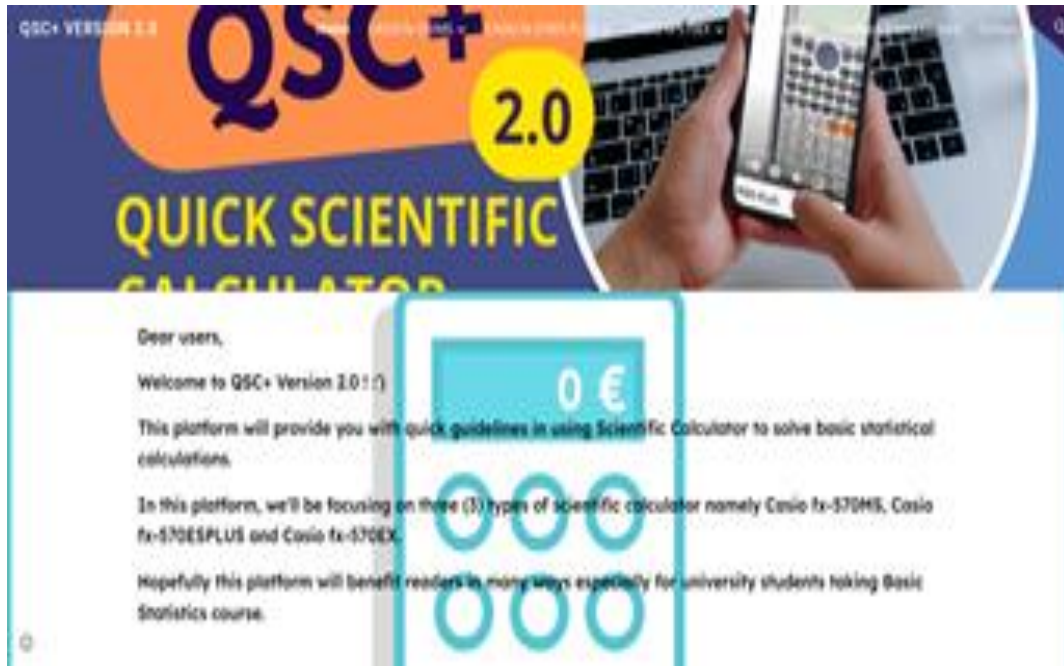 QSC+ VERSION 2.0
QSC+
2.0
QUICK SCIENTIFIC
CALCULATOR
Dear users,
Welcome to QSC+ Version 2.0 ! :')
0 €
This platform will provide you with quick guidelines in using Scientific Calculator to solve basic statistical
calculations.
In this platform, we'll be focusing on three (3) types of scientific calculator namely Casio fx-570MS, Casio
fx-570ESPLUS and Casio fx-570EX.
Hopefully this platform will benefit readers in many ways especially for university students taking Basic
Statistics course.